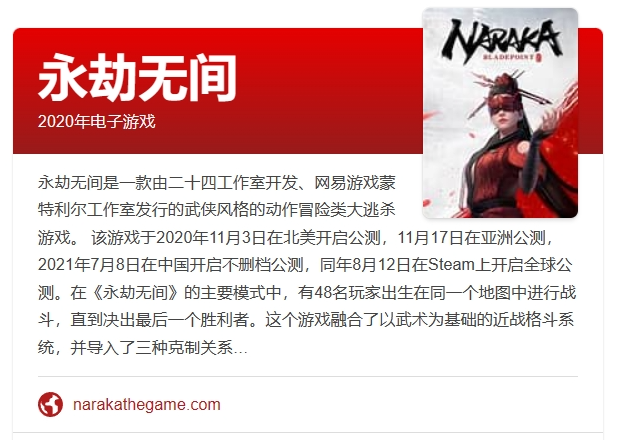 永劫无间
2020年电子游戏
NARAKA
BLADEPOINT
永劫无间是一款由二十四工作室开发、网易游戏蒙
特利尔工作室发行的武侠风格的动作冒险类大逃杀
游戏。 该游戏于2020年11月3日在北美开启公测，11月17日在亚洲公测，
2021年7月8日在中国开启不删档公测，同年8月12日在Steam上开启全球公
测。在《永劫无间》的主要模式中，有48名玩家出生在同一个地图中进行战
斗，直到决出最后一个胜利者。这个游戏融合了以武术为基础的近战格斗系
统，并导入了三种克制关系...
narakathegame.com